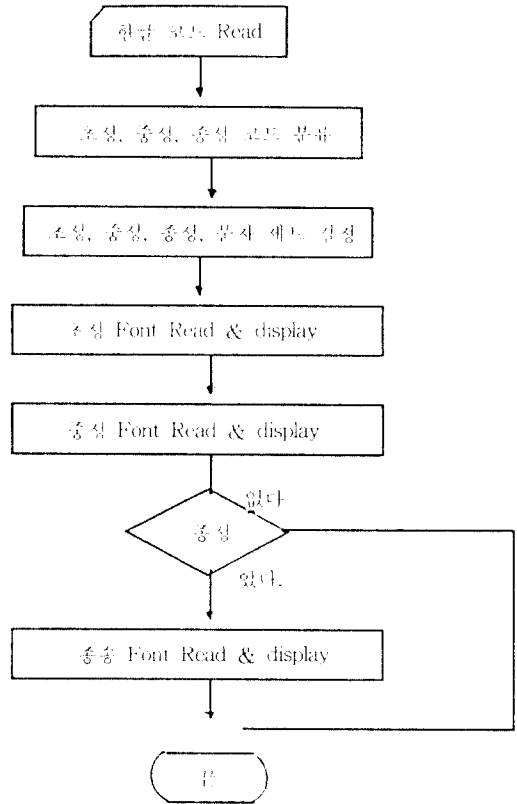 한글 코드 Read
초성, 중성, 종성 코드 분류
초성, 중성, 종성, 문자 세트 결정
초성 Font Read & display
중성 Font Read & display
없다
종성
있다.
종송 Font Read & display
끝